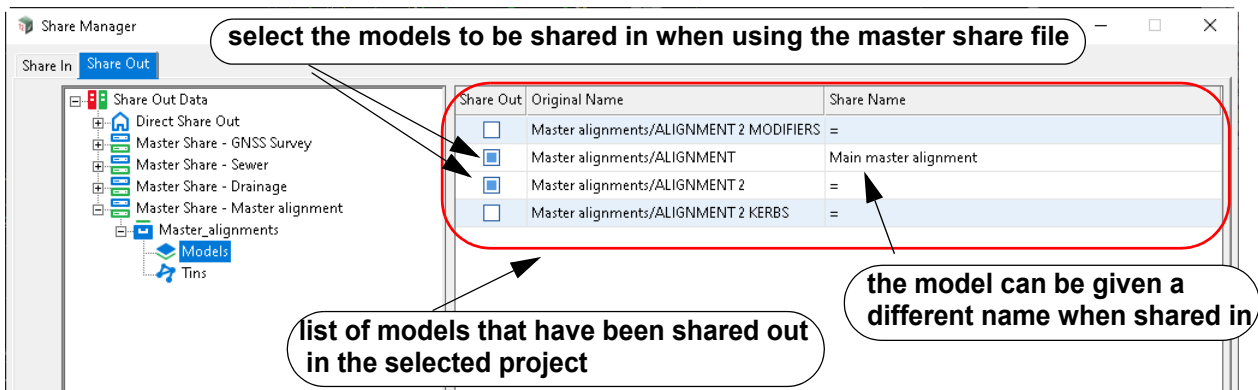 Share Manager
select the models to be shared in when using the master share file
Share In Share Out
Share Out Data
Direct Share Out
Master Share - GNSS Survey
Master Share - Sewer
Master Share - Drainage
Master Share - Master alignment
Master_alignments
Models
Tins
Share Out Original Name Share Name
Master alignments/ALIGNMENT 2 MODIFIERS =
Master alignments/ALIGNMENT Main master alignment
Master alignments/ALIGNMENT 2 =
Master alignments/ALIGNMENT 2 KERBS =
the model can be given a
different name when shared in
list of models that have been shared out
in the selected project